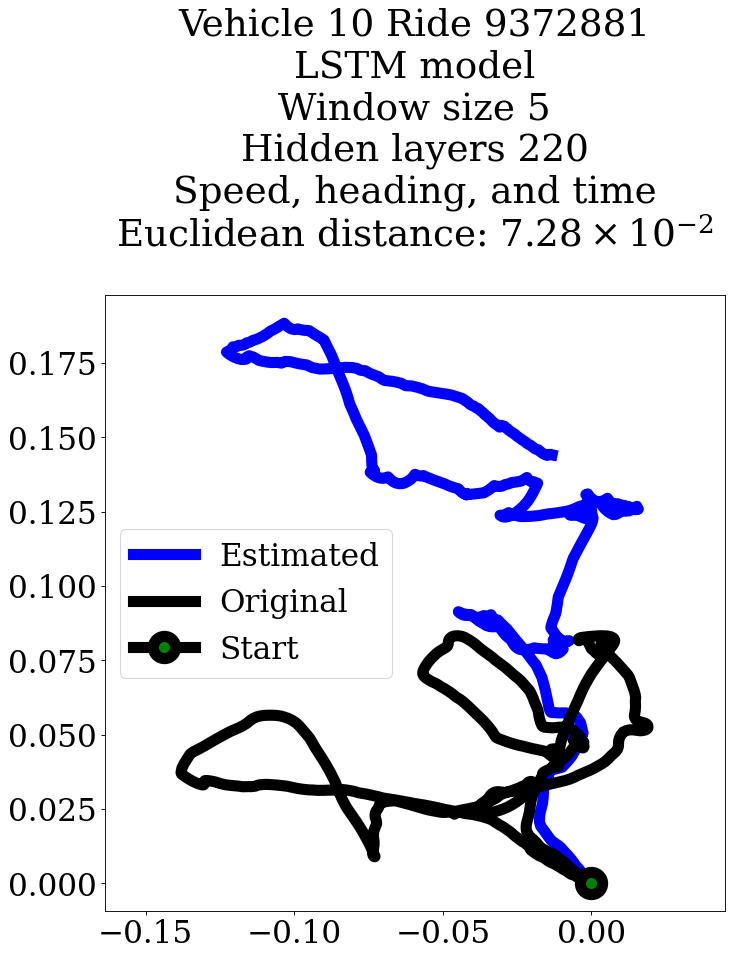 Vehicle 10 Ride 9372881
LSTM model
Window size 5
Hidden layers 220
Speed, heading, and time
Euclidean distance: 7.28 × 10⁻²
0.175
0.150
0.125
0.100
0.075
0.050
0.025
0.000
Estimated
Original
Start
−0.15 −0.10 −0.05 0.00